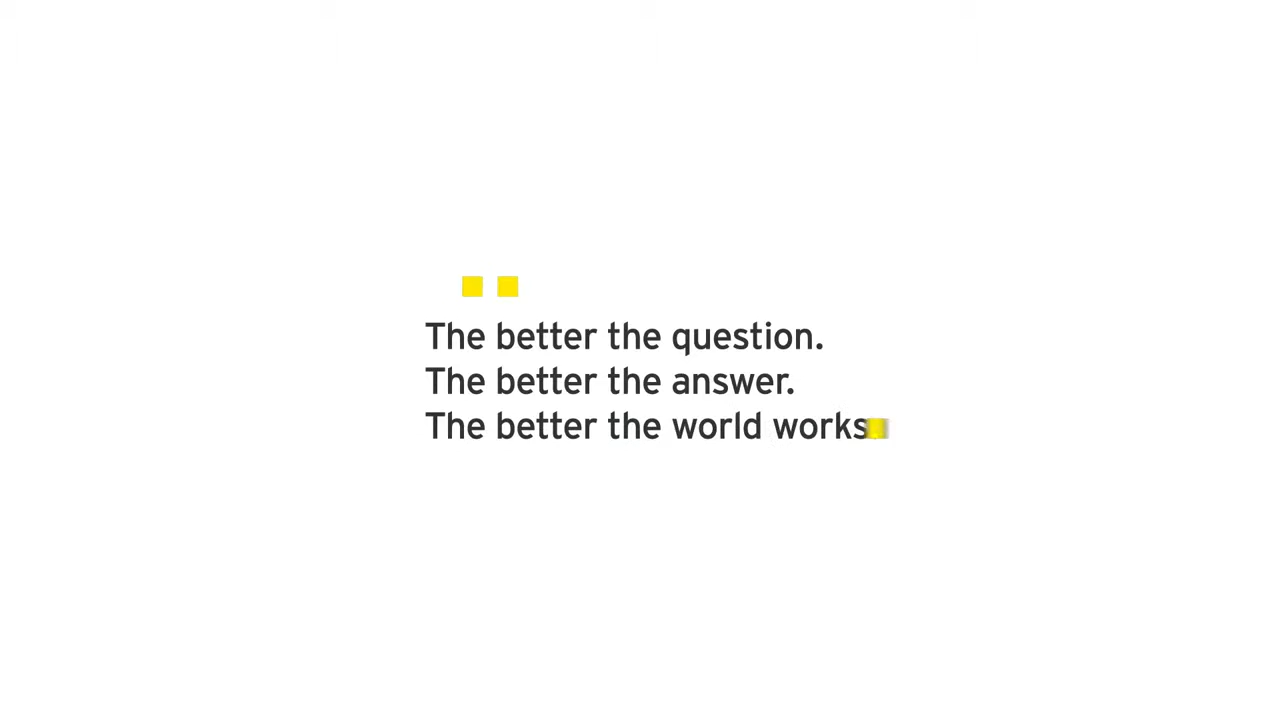 The better the question.
The better the answer.
The better the world works